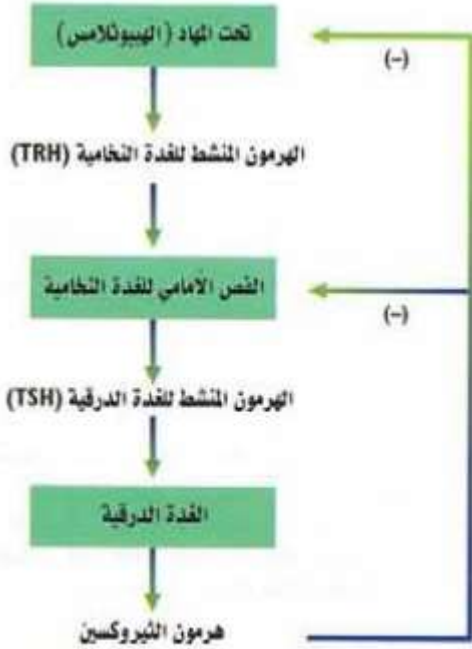 تحت المهاد (الهيبوثلامس)
(-)
الهرمون المنشط للغدة النخامية (TRH)
الفص الأمامي للغدة النخامية
(-)
الهرمون المنشط للغدة الدرقية (TSH)
الغدة الدرقية
هرمون الثيروكسين